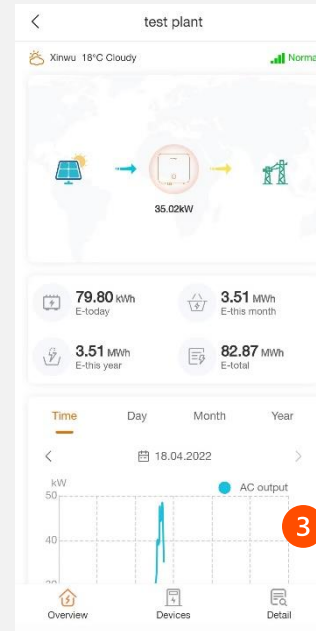 test plant
Xinwu 18°C Cloudy
Norma
35.02kW
79.80 kWh
E-today
3.51 MWh
E-this month
3.51 MWh
E-this year
82.87 MWh
E-total
Time Day Month Year
18.04.2022
kW
AC output
50
3
40
Overview Devices Detail